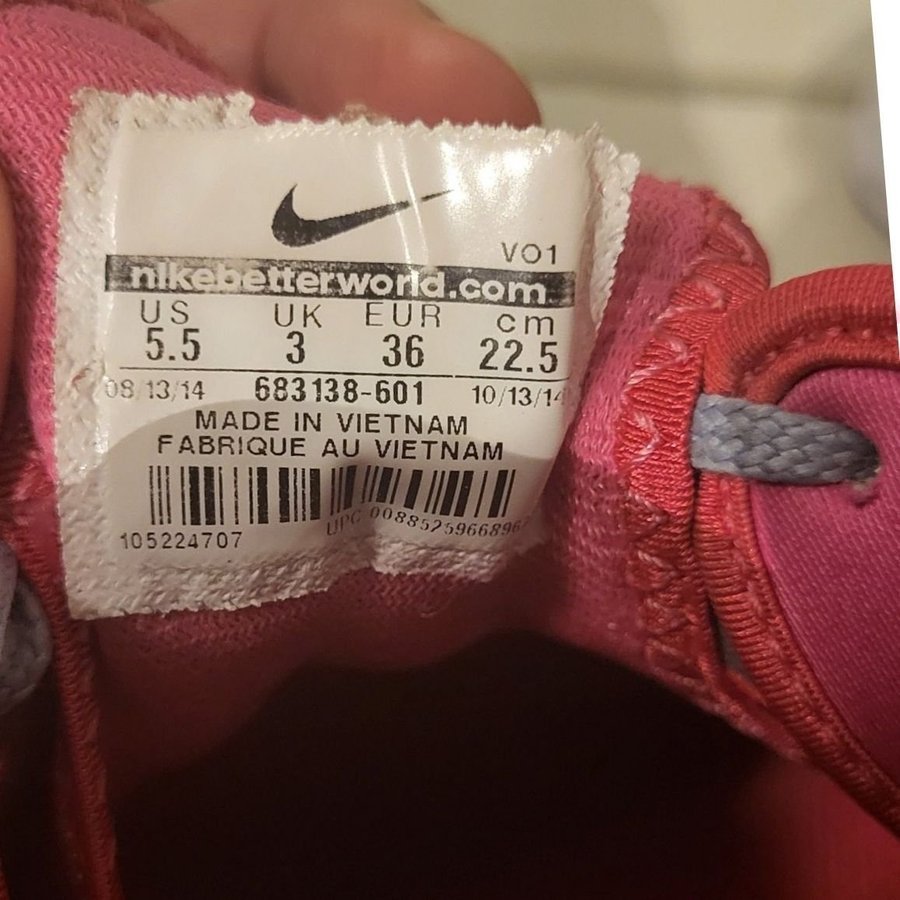 VO1
nikebetterworld.com
US UK EUR cm
5.5 3 36 22.5
08/13/14 683138-601 10/13/14
MADE IN VIETNAM
FABRIQUE AU VIETNAM
105224707 UPC